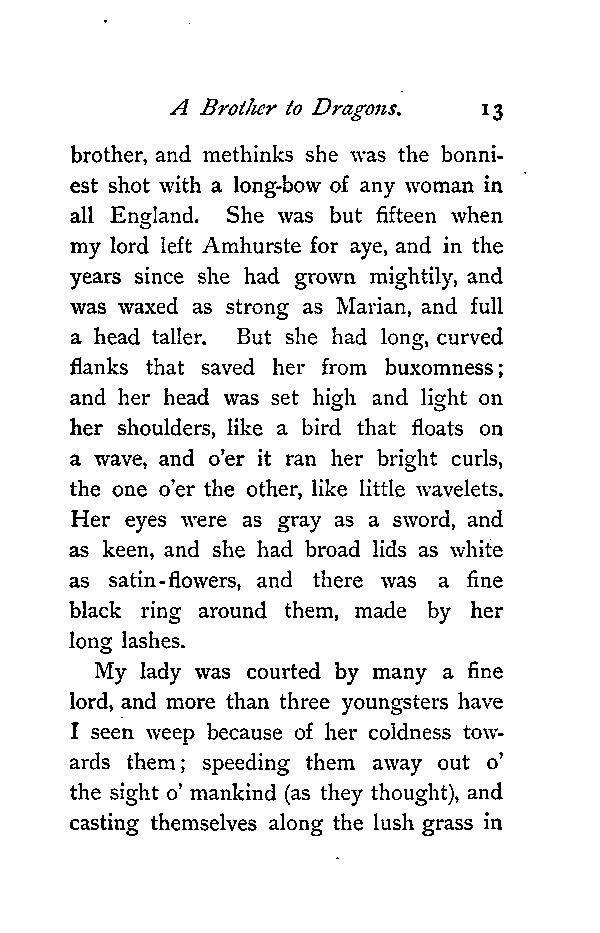 A Brother to Dragons. 13
brother, and methinks she was the bonni-
est shot with a long-bow of any woman in
all England. She was but fifteen when
my lord left Amhurste for aye, and in the
years since she had grown mightily, and
was waxed as strong as Marian, and full
a head taller. But she had long, curved
flanks that saved her from buxomness;
and her head was set high and light on
her shoulders, like a bird that floats on
a wave, and o'er it ran her bright curls,
the one o'er the other, like little wavelets.
Her eyes were as gray as a sword, and
as keen, and she had broad lids as white
as satin-flowers, and there was a fine
black ring around them, made by her
long lashes.
My lady was courted by many a fine
lord, and more than three youngsters have
I seen weep because of her coldness tow-
ards them; speeding them away out o'
the sight o' mankind (as they thought), and
casting themselves along the lush grass in